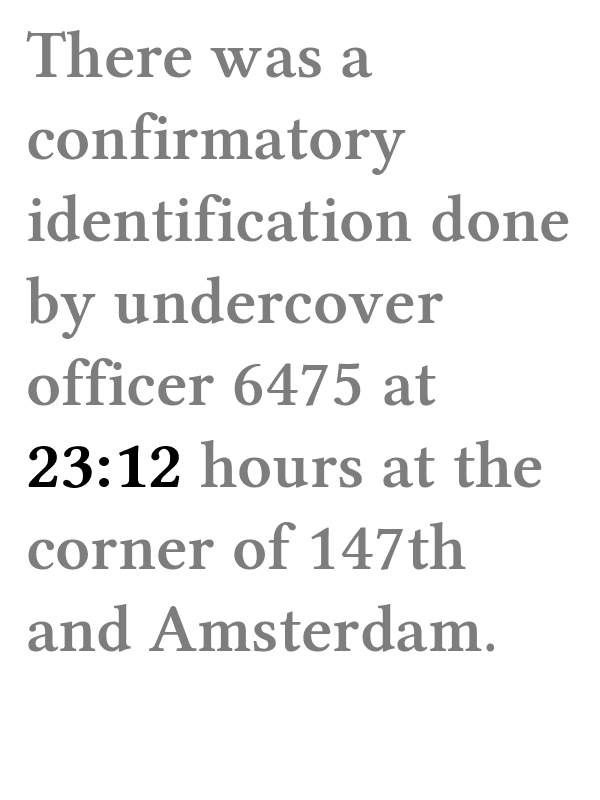 There was a
confirmatory
identification done
by undercover
officer 6475 at
23:12 hours at the
corner of 147th
and Amsterdam.